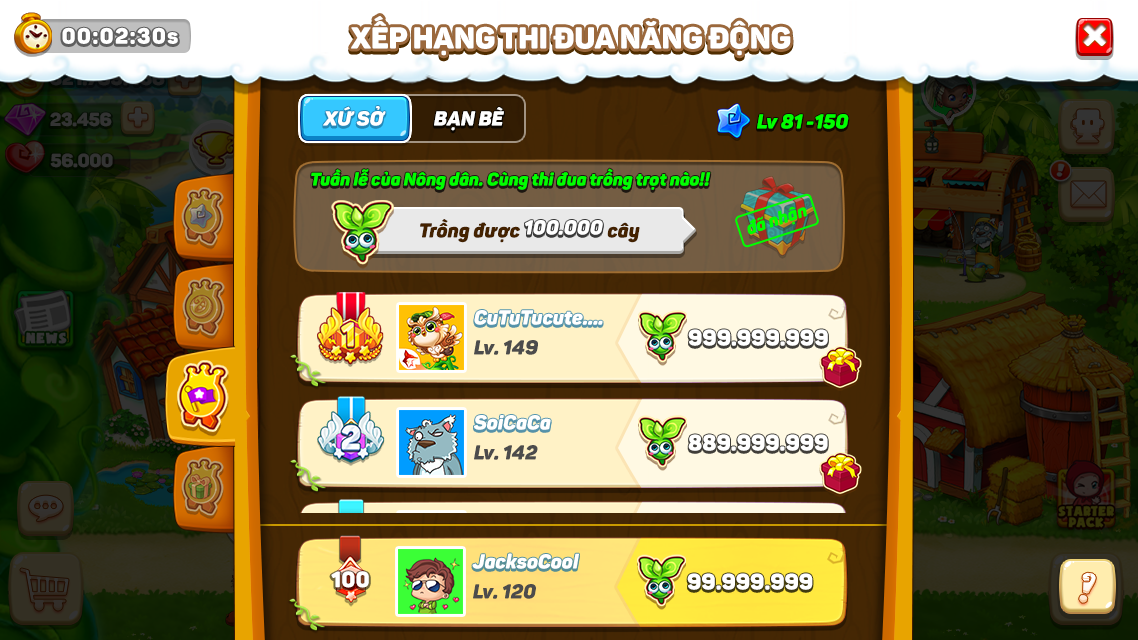 00:02:30s
XẾP HẠNG THI ĐUA NĂNG ĐỘNG
XỨ SỞ
BẠN BÈ
Lv 81 -150
23.456
56.000
Tuần lễ của Nông dân. Cùng thi đua trồng trọt nào!!
Trồng được 100.000 cây
đã nhận
1
CuTuTucute....
Lv. 149
999.999.999
NEWS
2
SoiCaCa
Lv. 142
889.999.999
STARTER
PACK
100
JacksoCool
Lv. 120
99.999.999